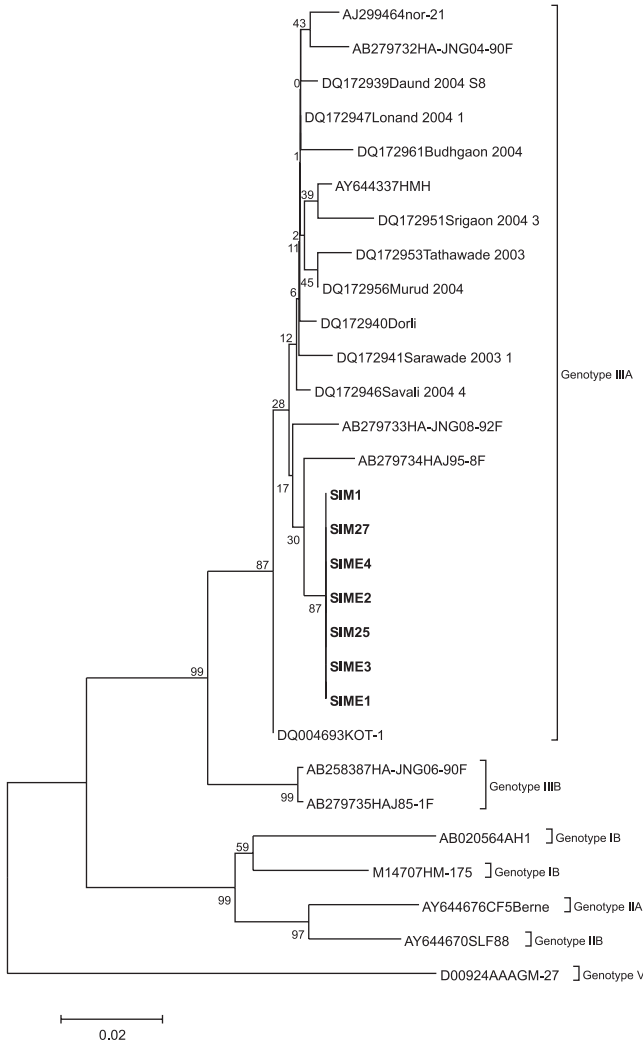 43
AJ299464nor-21
AB279732HA-JNG04-90F
0
DQ172939Daund 2004 S8
DQ172947Lonand 2004 1
1
DQ172961Budhgaon 2004
AY644337HMH
39
DQ172951Srigaon 2004 3
2
11
DQ172953Tathawade 2003
45
DQ172956Murud 2004
6
DQ172940Dorli
12
DQ172941Sarawade 2003 1
Genotype IIIA
DQ172946Savali 2004 4
28
AB279733HA-JNG08-92F
AB279734HAJ95-8F
17
SIM1
SIM27
30
SIME4
87
SIME2
87
SIM25
SIME3
99
SIME1
DQ004693KOT-1
AB258387HA-JNG06-90F
Genotype IIIB
99
AB279735HAJ85-1F
AB020564AH1
Genotype IB
59
M14707HM-175
Genotype IB
99
AY644676CF5Berne
Genotype IIA
97
AY644670SLF88
Genotype IIB
D00924AAAGM-27
Genotype V
0.02